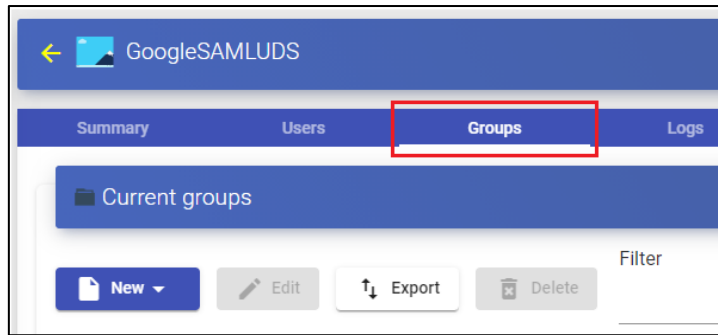 GoogleSAMLUDS
Summary Users Groups Logs
Current groups
Filter
New Edit Export Delete